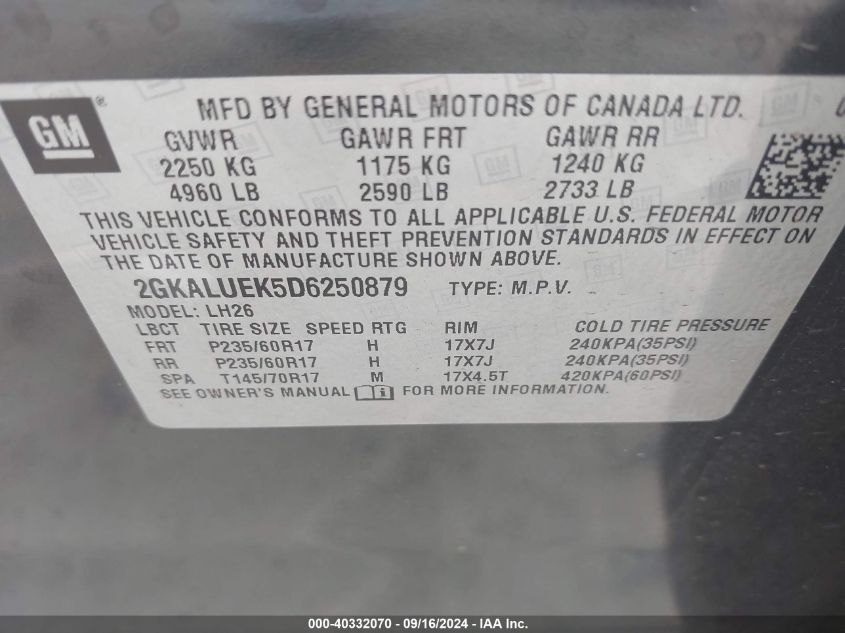 GM ® MFD BY GENERAL MOTORS OF CANADA LTD.
GVWR GAWR FRT GAWR RR
2250 KG 1175 KG 1240 KG
4960 LB 2590 LB 2733 LB
THIS VEHICLE CONFORMS TO ALL APPLICABLE U.S. FEDERAL MOTOR
VEHICLE SAFETY AND THEFT PREVENTION STANDARDS IN EFFECT ON
THE DATE OF MANUFACTURE SHOWN ABOVE.
2GKALUEK5D6250879 TYPE: M.P.V.
MODEL: LH26
LBCT TIRE SIZE SPEED RTG RIM COLD TIRE PRESSURE
FRT P235/60R17 H 17X7J 240KPA(35PSI)
RR P235/60R17 H 17X7J 240KPA(35PSI)
SPA T145/70R17 M 17X4.5T 420KPA(60PSI)
SEE OWNER'S MANUAL FOR MORE INFORMATION.
000-40332070 - 09/16/2024 - IAA Inc.